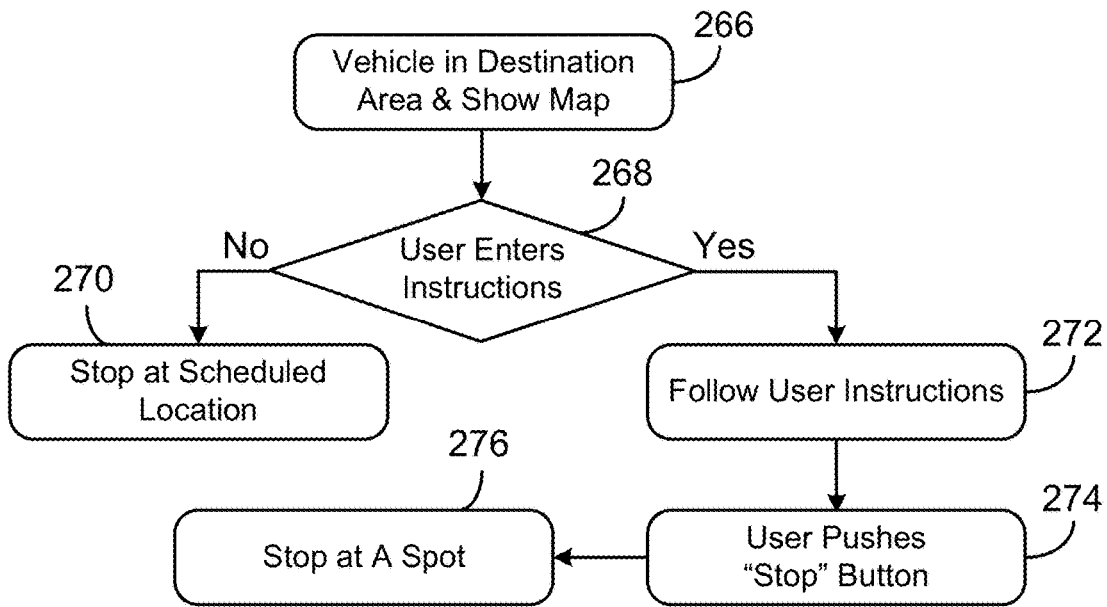 266
Vehicle in Destination
Area & Show Map
268
No
User Enters
Instructions
Yes
270
Stop at Scheduled
Location
272
Follow User Instructions
276
Stop at A Spot
274
User Pushes
“Stop” Button